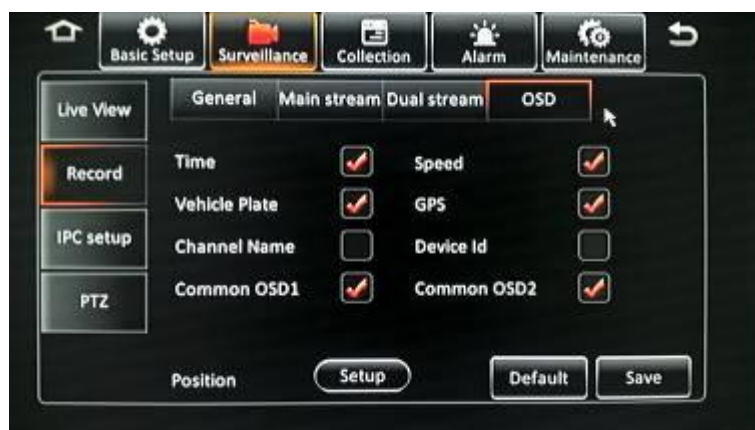 Basic Setup Surveillance Collection Alarm Maintenance
General Main stream Dual stream OSD
Live View
Record
IPC setup
PTZ
Time Speed
Vehicle Plate GPS
Channel Name Device Id
Common OSD1 Common OSD2
Position Setup Default Save